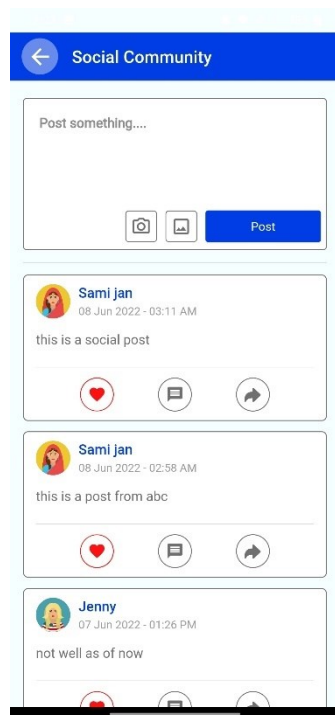 Social Community
Post something....
Post
Sami jan
08 Jun 2022 - 03:11 AM
this is a social post
Sami jan
08 Jun 2022 - 02:58 AM
this is a post from abc
Jenny
07 Jun 2022 - 01:26 PM
not well as of now